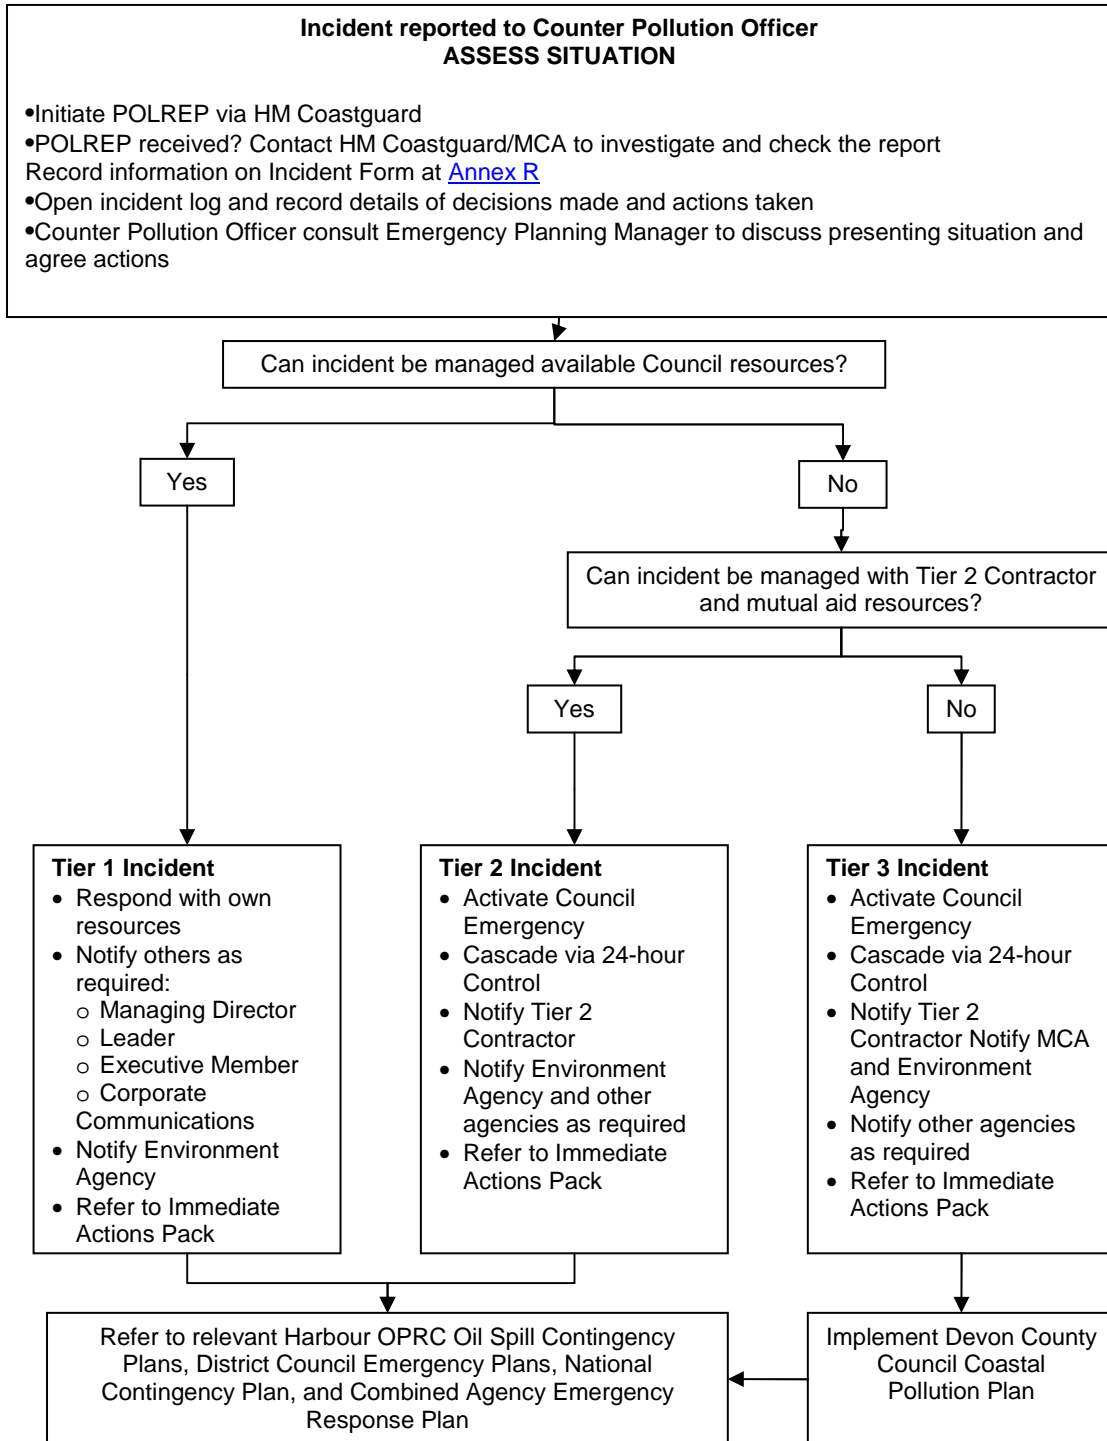 Incident reported to Counter Pollution Officer
ASSESS SITUATION
•Initiate POLREP via HM Coastguard
•POLREP received? Contact HM Coastguard/MCA to investigate and check the report
Record information on Incident Form at Annex R
•Open incident log and record details of decisions made and actions taken
•Counter Pollution Officer consult Emergency Planning Manager to discuss presenting situation and
agree actions
Can incident be managed available Council resources?
Yes
No
Can incident be managed with Tier 2 Contractor
and mutual aid resources?
Yes
No
Tier 1 Incident
• Respond with own
resources
• Notify others as
required:
o Managing Director
o Leader
o Executive Member
o Corporate
Communications
• Notify Environment
Agency
• Refer to Immediate
Actions Pack
Tier 2 Incident
• Activate Council
Emergency
• Cascade via 24-hour
Control
• Notify Tier 2
Contractor
• Notify Environment
Agency and other
agencies as required
• Refer to Immediate
Actions Pack
Tier 3 Incident
• Activate Council
Emergency
• Cascade via 24-hour
Control
• Notify Tier 2
Contractor Notify MCA
and Environment
Agency
• Notify other agencies
as required
• Refer to Immediate
Actions Pack
Refer to relevant Harbour OPRC Oil Spill Contingency
Plans, District Council Emergency Plans, National
Contingency Plan, and Combined Agency Emergency
Response Plan
Implement Devon County
Council Coastal
Pollution Plan